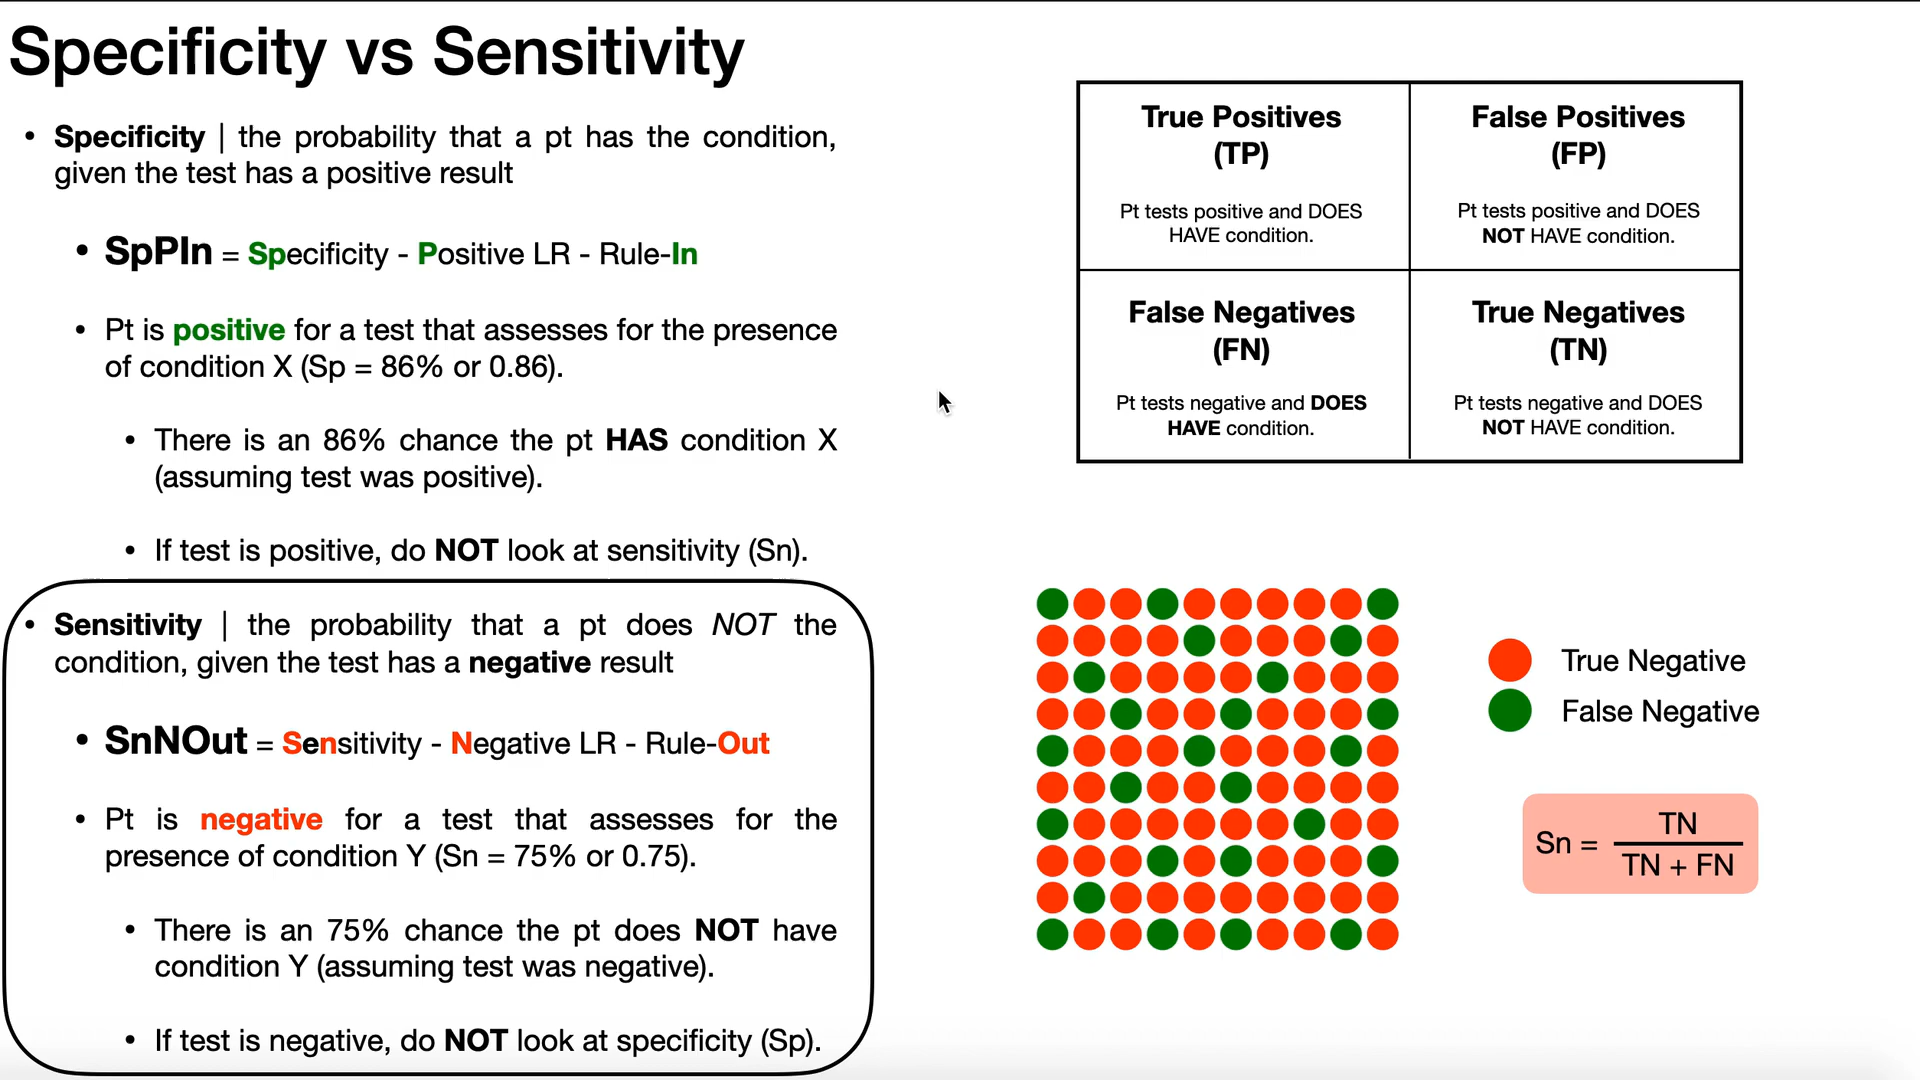 Specificity vs Sensitivity
• Specificity | the probability that a pt has the condition,
given the test has a positive result
• SpPIn = Specificity - Positive LR - Rule-In
• Pt is positive for a test that assesses for the presence
of condition X (Sp = 86% or 0.86).
• There is an 86% chance the pt HAS condition X
(assuming test was positive).
• If test is positive, do NOT look at sensitivity (Sn).
• Sensitivity | the probability that a pt does NOT the
condition, given the test has a negative result
• SnNOut = Sensitivity - Negative LR - Rule-Out
• Pt is negative for a test that assesses for the
presence of condition Y (Sn = 75% or 0.75).
• There is an 75% chance the pt does NOT have
condition Y (assuming test was negative).
• If test is negative, do NOT look at specificity (Sp).
True Positives
(TP)
Pt tests positive and DOES
HAVE condition.
False Positives
(FP)
Pt tests positive and DOES
NOT HAVE condition.
False Negatives
(FN)
Pt tests negative and DOES
HAVE condition.
True Negatives
(TN)
Pt tests negative and DOES
NOT HAVE condition.
True Negative
False Negative
Sn =
TN
TN + FN